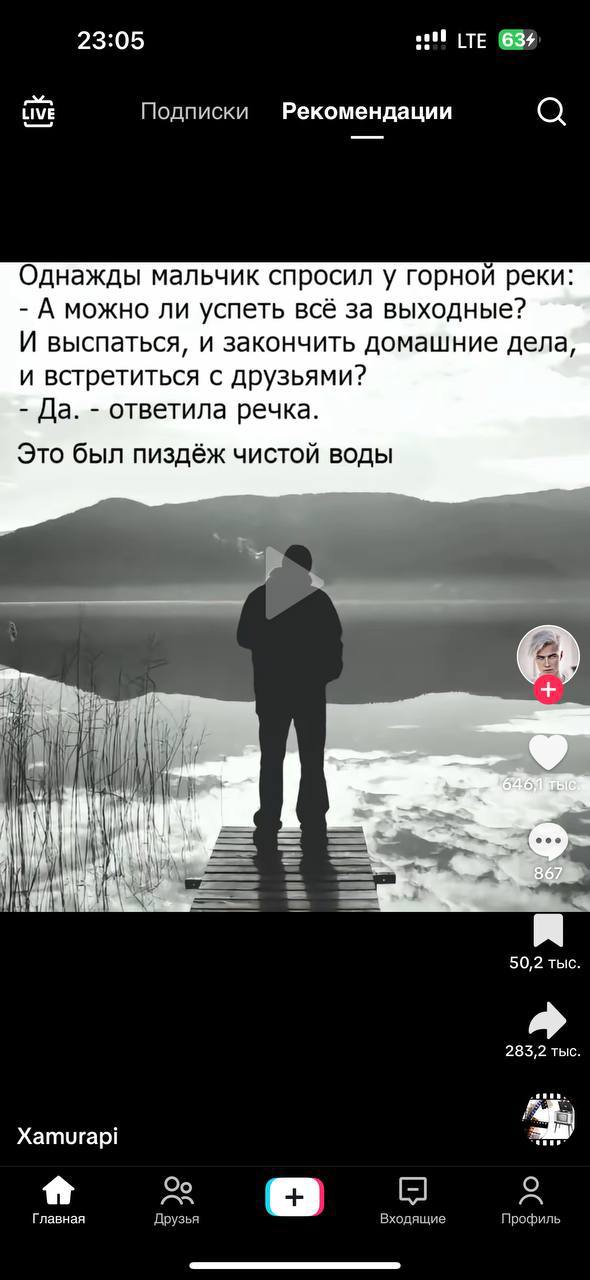 23:05
LTE
63
LIVE
Подписки
Рекомендации
Однажды мальчик спросил у горной реки:
- А можно ли успеть всё за выходные?
И выспаться, и закончить домашние дела,
и встретиться с друзьями?
- Да. - ответила речка.
Это был пиздёж чистой воды
646,1 тыс.
867
50,2 тыс.
283,2 тыс.
Xamurapi
Главная
Друзья
Входящие
Профиль